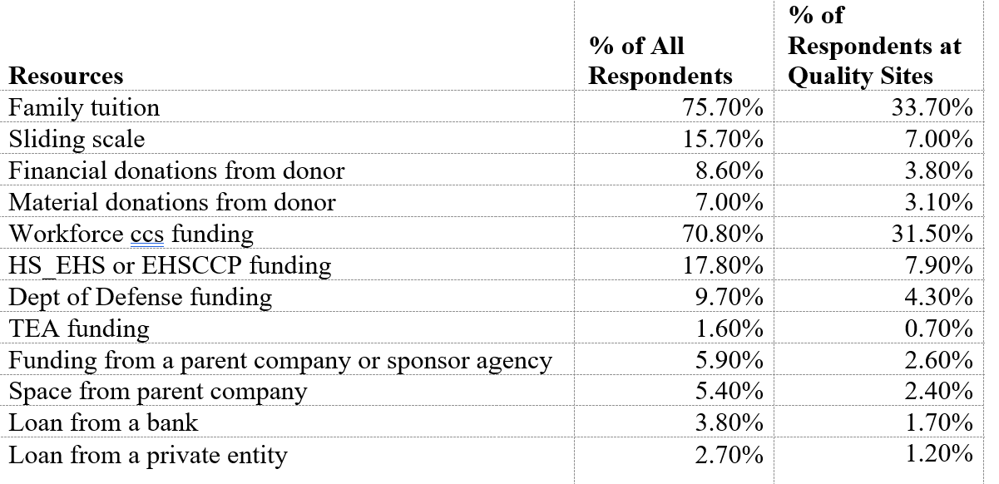 Resources % of All Respondents % of Respondents at Quality Sites
Family tuition 75.70% 33.70%
Sliding scale 15.70% 7.00%
Financial donations from donor 8.60% 3.80%
Material donations from donor 7.00% 3.10%
Workforce ccs funding 70.80% 31.50%
HS_EHS or EHSCCP funding 17.80% 7.90%
Dept of Defense funding 9.70% 4.30%
TEA funding 1.60% 0.70%
Funding from a parent company or sponsor agency 5.90% 2.60%
Space from parent company 5.40% 2.40%
Loan from a bank 3.80% 1.70%
Loan from a private entity 2.70% 1.20%